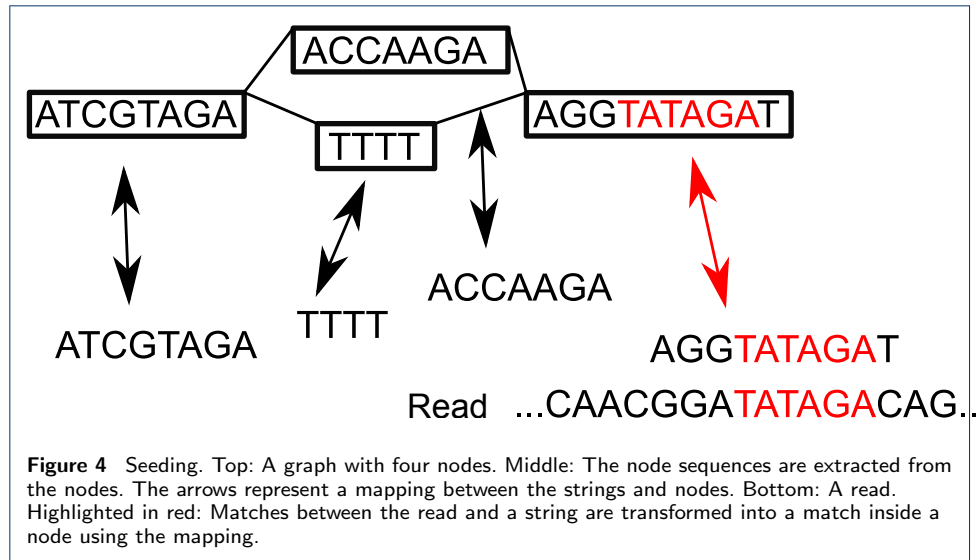 ACCAAGA
ATCGTAGA
AGGTATAGAT
TTTT
ACCAAGA
TTTT
ATCGTAGA
AGGTATAGAT
Read ...CAACGGATATAGACAG...
Figure 4 Seeding. Top: A graph with four nodes. Middle: The node sequences are extracted from
the nodes. The arrows represent a mapping between the strings and nodes. Bottom: A read.
Highlighted in red: Matches between the read and a string are transformed into a match inside a
node using the mapping.